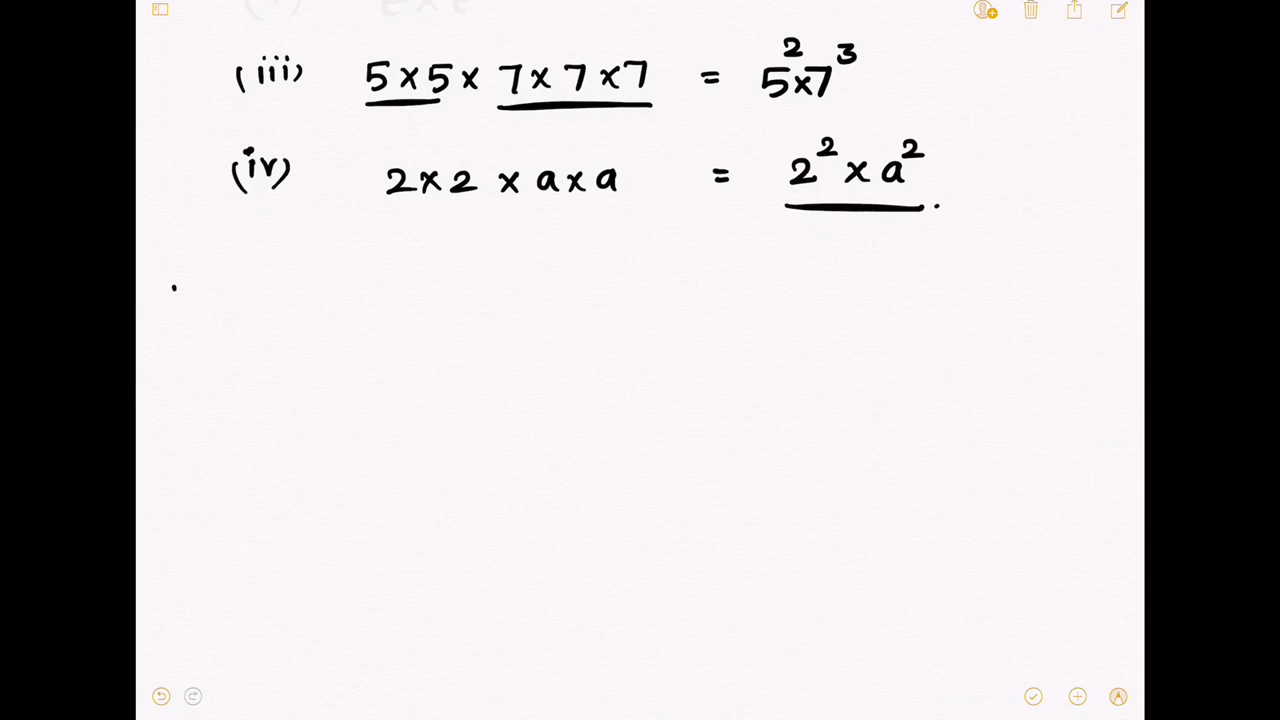 (iii) 5×5× 7× 7 ×7 = 5²×7³
(iv) 2×2 × a×a = 2² × a².